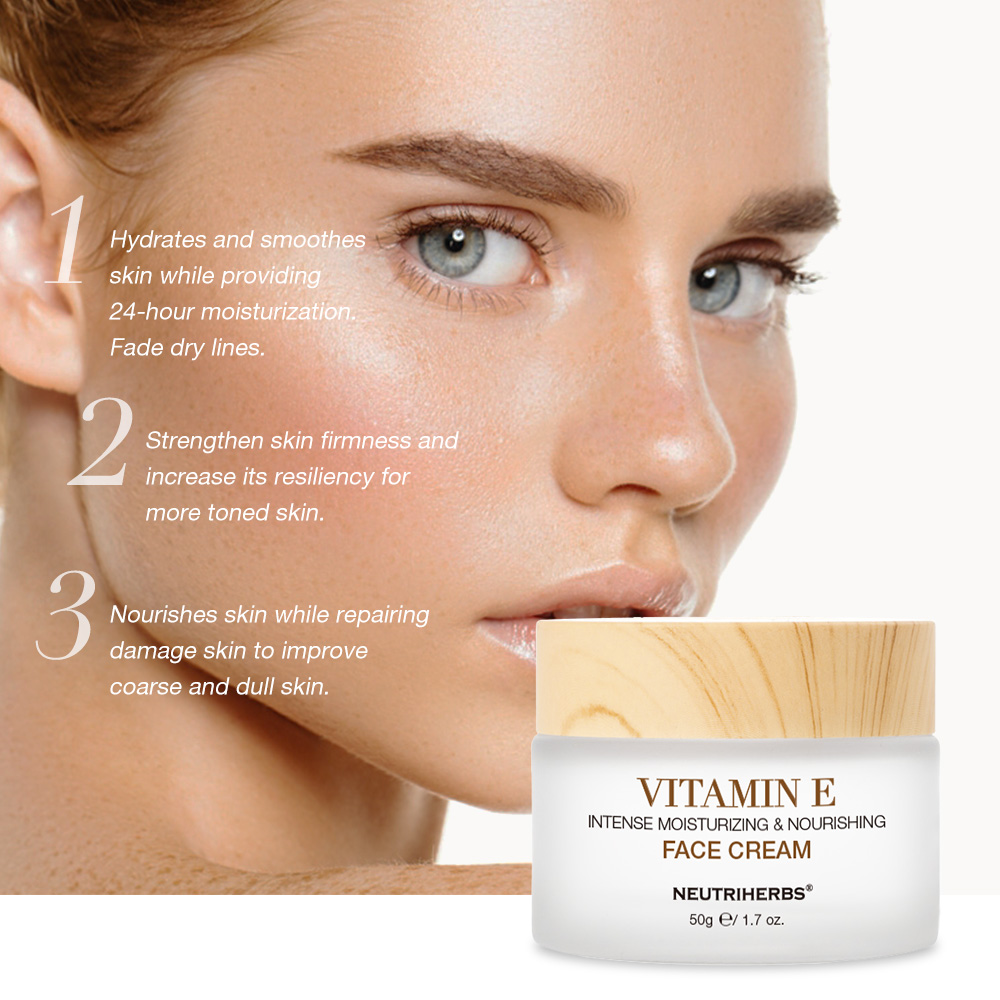 1
Hydrates and smoothes
skin while providing
24-hour moisturization.
Fade dry lines.
2
Strengthen skin firmness and
increase its resiliency for
more toned skin.
3
Nourishes skin while repairing
damage skin to improve
coarse and dull skin.
VITAMIN E
INTENSE MOISTURIZING & NOURISHING
FACE CREAM
NEUTRIHERBS®
50g ℮/ 1.7 oz.